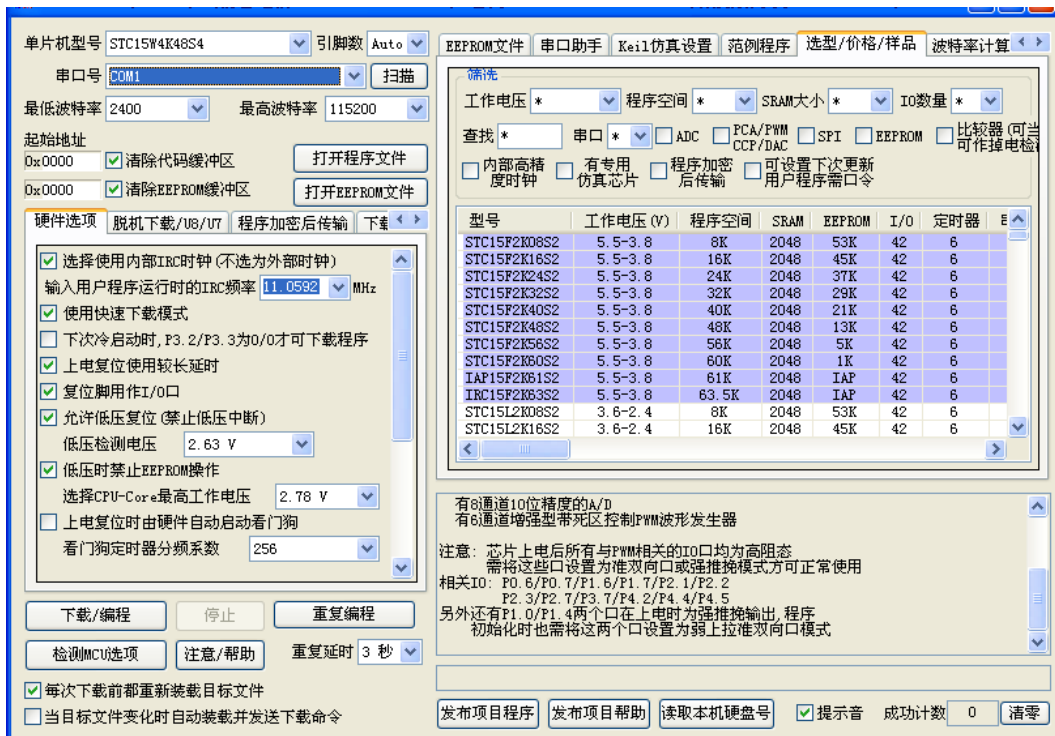 单片机型号 STC15W4K48S4 引脚数 Auto
串口号 COM1 扫描
最低波特率 2400 最高波特率 115200
起始地址
0x0000 清除代码缓冲区 打开程序文件
0x0000 清除EEPROM缓冲区 打开EEPROM文件
硬件选项 脱机下载/U8/U7 程序加密后传输
选择使用内部IRC时钟(不选为外部时钟)
输入用户程序运行时的IRC频率 11.0592 MHz
使用快速下载模式
下次冷启动时,P3.2/P3.3为0/0才可下载程序
上电复位使用较长延时
复位脚用作I/O口
允许低压复位(禁止低压中断)
低压检测电压 2.63 V
低压时禁止EEPROM操作
选择CPU-Core最高工作电压 2.78 V
上电复位时由硬件自动启动看门狗
看门狗定时器分频系数 256
下载/编程 停止 重复编程
检测MCU选项 注意/帮助 重复延时 3 秒
每次下载前都重新装载目标文件
当目标文件变化时自动装载并发送下载命令
EEPROM文件 串口助手 Keil仿真设置 范例程序 选型/价格/样品 波特率计算
筛选
工作电压 * 程序空间 * SRAM大小 * IO数量 *
查找 * 串口 * ADC PCA/PWM CCP/DAC SPI EEPROM 比较器(可当 可作掉电检
内部高精度时钟 有专用仿真芯片 程序加密后传输 可设置下次更新用户程序需口令
型号 工作电压(V) 程序空间 SRAM EEPROM I/O 定时器
STC15F2K08S2 5.5-3.8 8K 2048 53K 42 6
STC15F2K16S2 5.5-3.8 16K 2048 45K 42 6
STC15F2K24S2 5.5-3.8 24K 2048 37K 42 6
STC15F2K32S2 5.5-3.8 32K 2048 29K 42 6
STC15F2K40S2 5.5-3.8 40K 2048 21K 42 6
STC15F2K48S2 5.5-3.8 48K 2048 13K 42 6
STC15F2K56S2 5.5-3.8 56K 2048 5K 42 6
STC15F2K60S2 5.5-3.8 60K 2048 1K 42 6
IAP15F2K61S2 5.5-3.8 61K 2048 IAP 42 6
IRC15F2K63S2 5.5-3.8 63.5K 2048 IAP 42 6
STC15L2K08S2 3.6-2.4 8K 2048 53K 42 6
STC15L2K16S2 3.6-2.4 16K 2048 45K 42 6
有8通道10位精度的A/D
有6通道增强型带死区控制PWM波形发生器
注意: 芯片上电后所有与PWM相关的IO口均为高阻态
需将这些口设置为准双向口或强推挽模式方可正常使用
相关IO: P0.6/P0.7/P1.6/P1.7/P2.1/P2.2
P2.3/P2.7/P3.7/P4.2/P4.4/P4.5
另外还有P1.0/P1.4两个口在上电时为强推挽输出,程序
初始化时也需将这两个口设置为弱上拉准双向口模式
发布项目程序 发布项目帮助 读取本机硬盘号 提示音 成功计数 0 清零